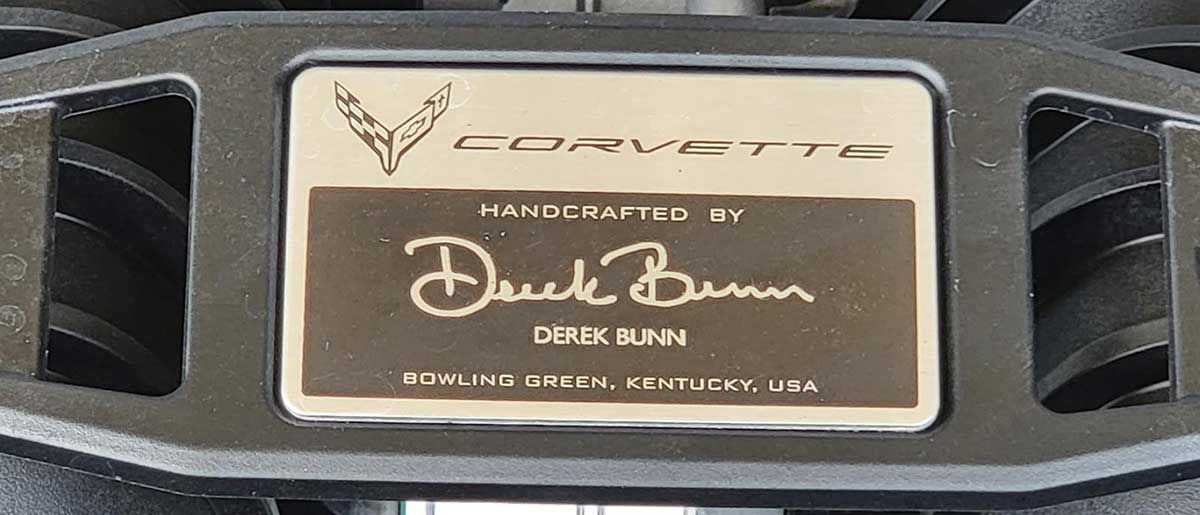 CORVETTE
HANDCRAFTED BY
Derek Bunn
DEREK BUNN
BOWLING GREEN, KENTUCKY, USA